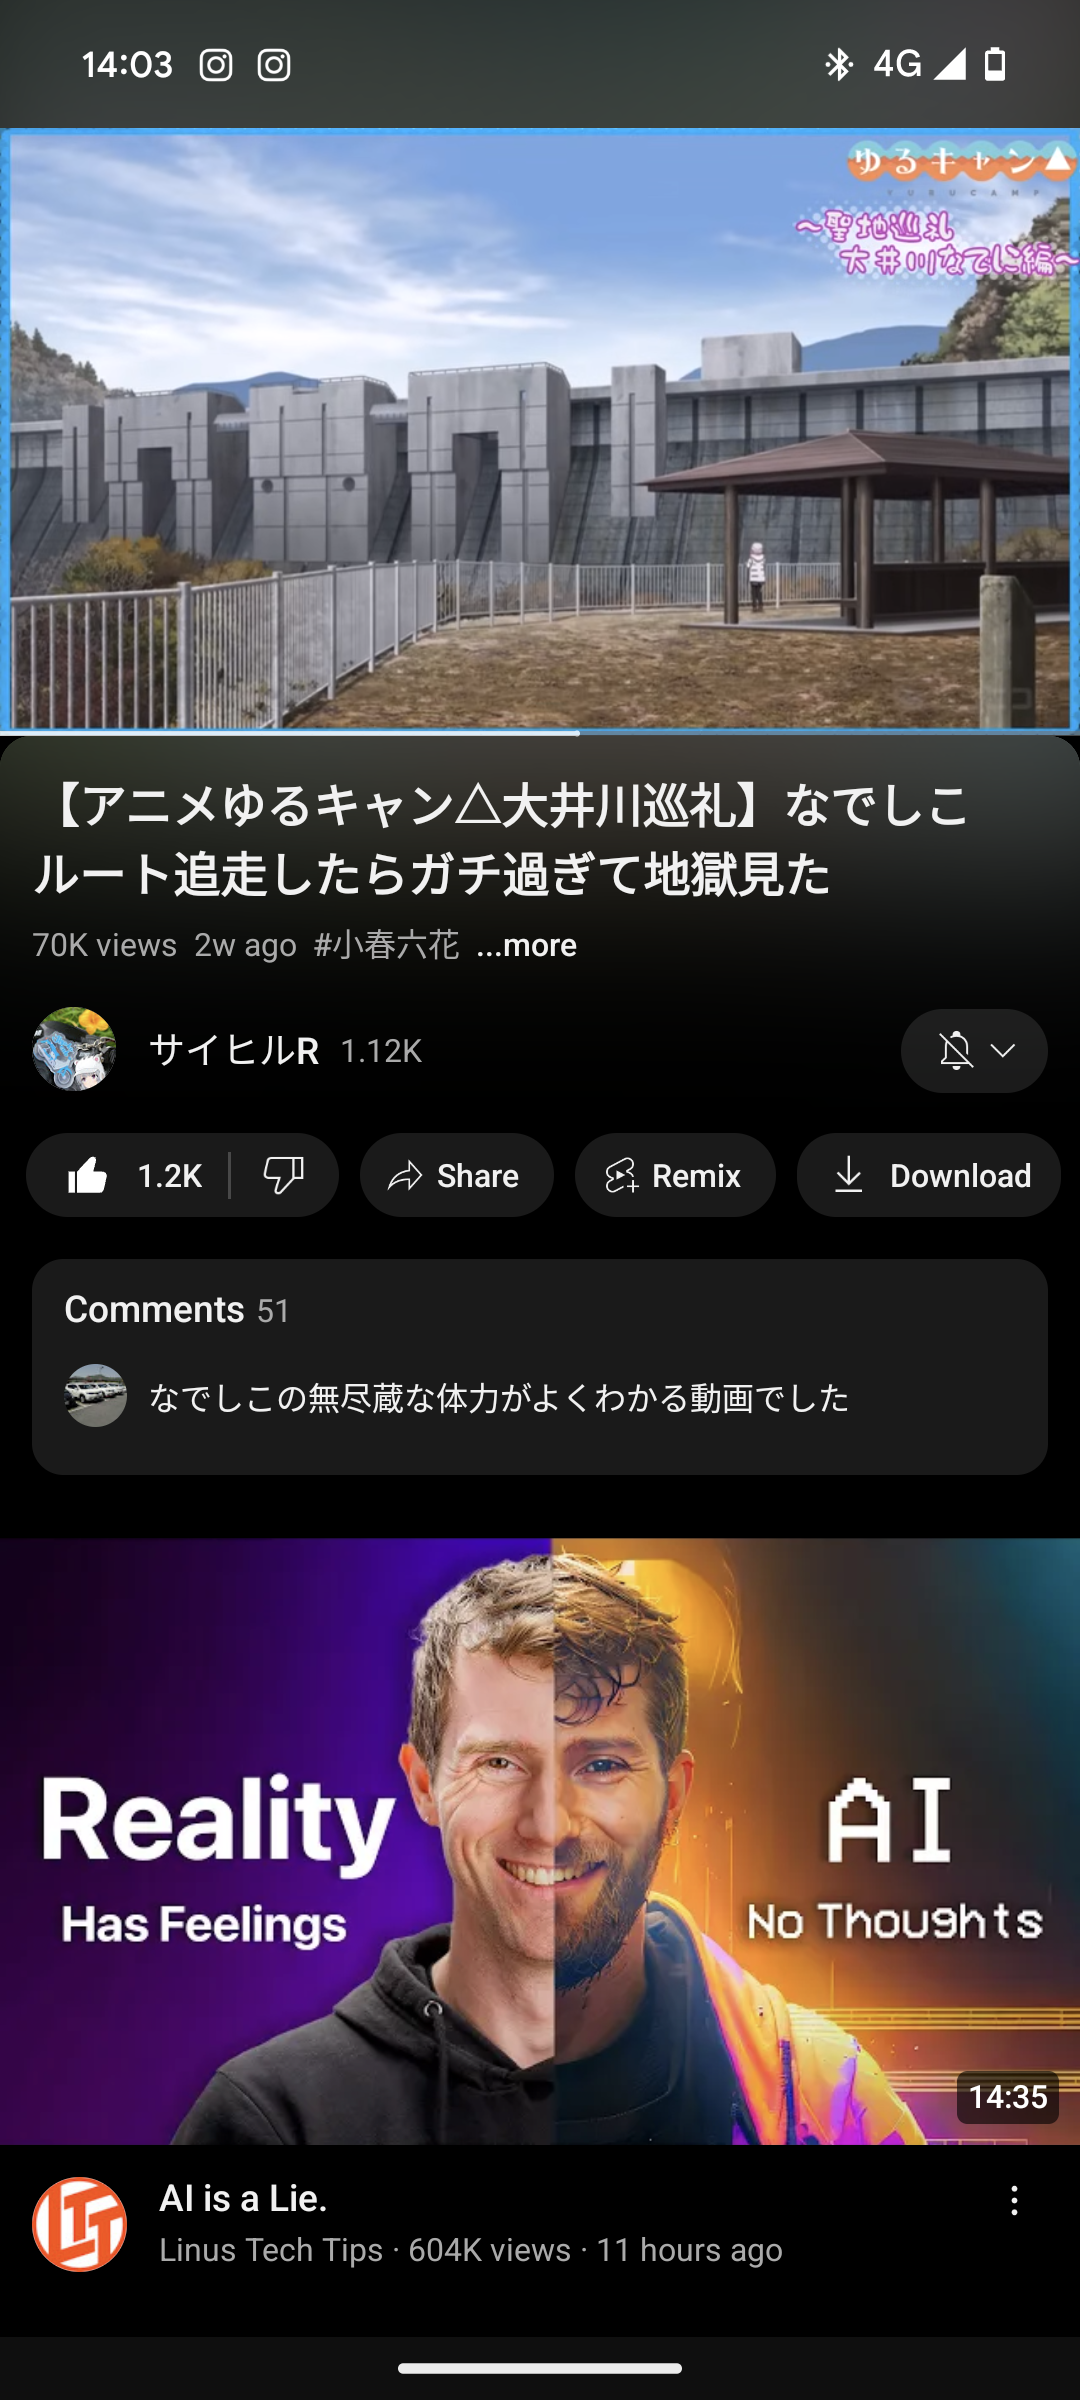 14:03
4G
ゆるキャン▲
YURUCAMP
〜聖地巡礼
大井川なでしに編〜
【アニメゆるキャン△大井川巡礼】なでしこ
ルート追走したらガチ過ぎて地獄見た
70K views 2w ago #小春六花 ...more
サイヒルR 1.12K
1.2K
Share
Remix
Download
Comments 51
なでしこの無尽蔵な体力がよくわかる動画でした
Reality
Has Feelings
AI
No Thoughts
14:35
LTT
AI is a Lie.
Linus Tech Tips · 604K views · 11 hours ago